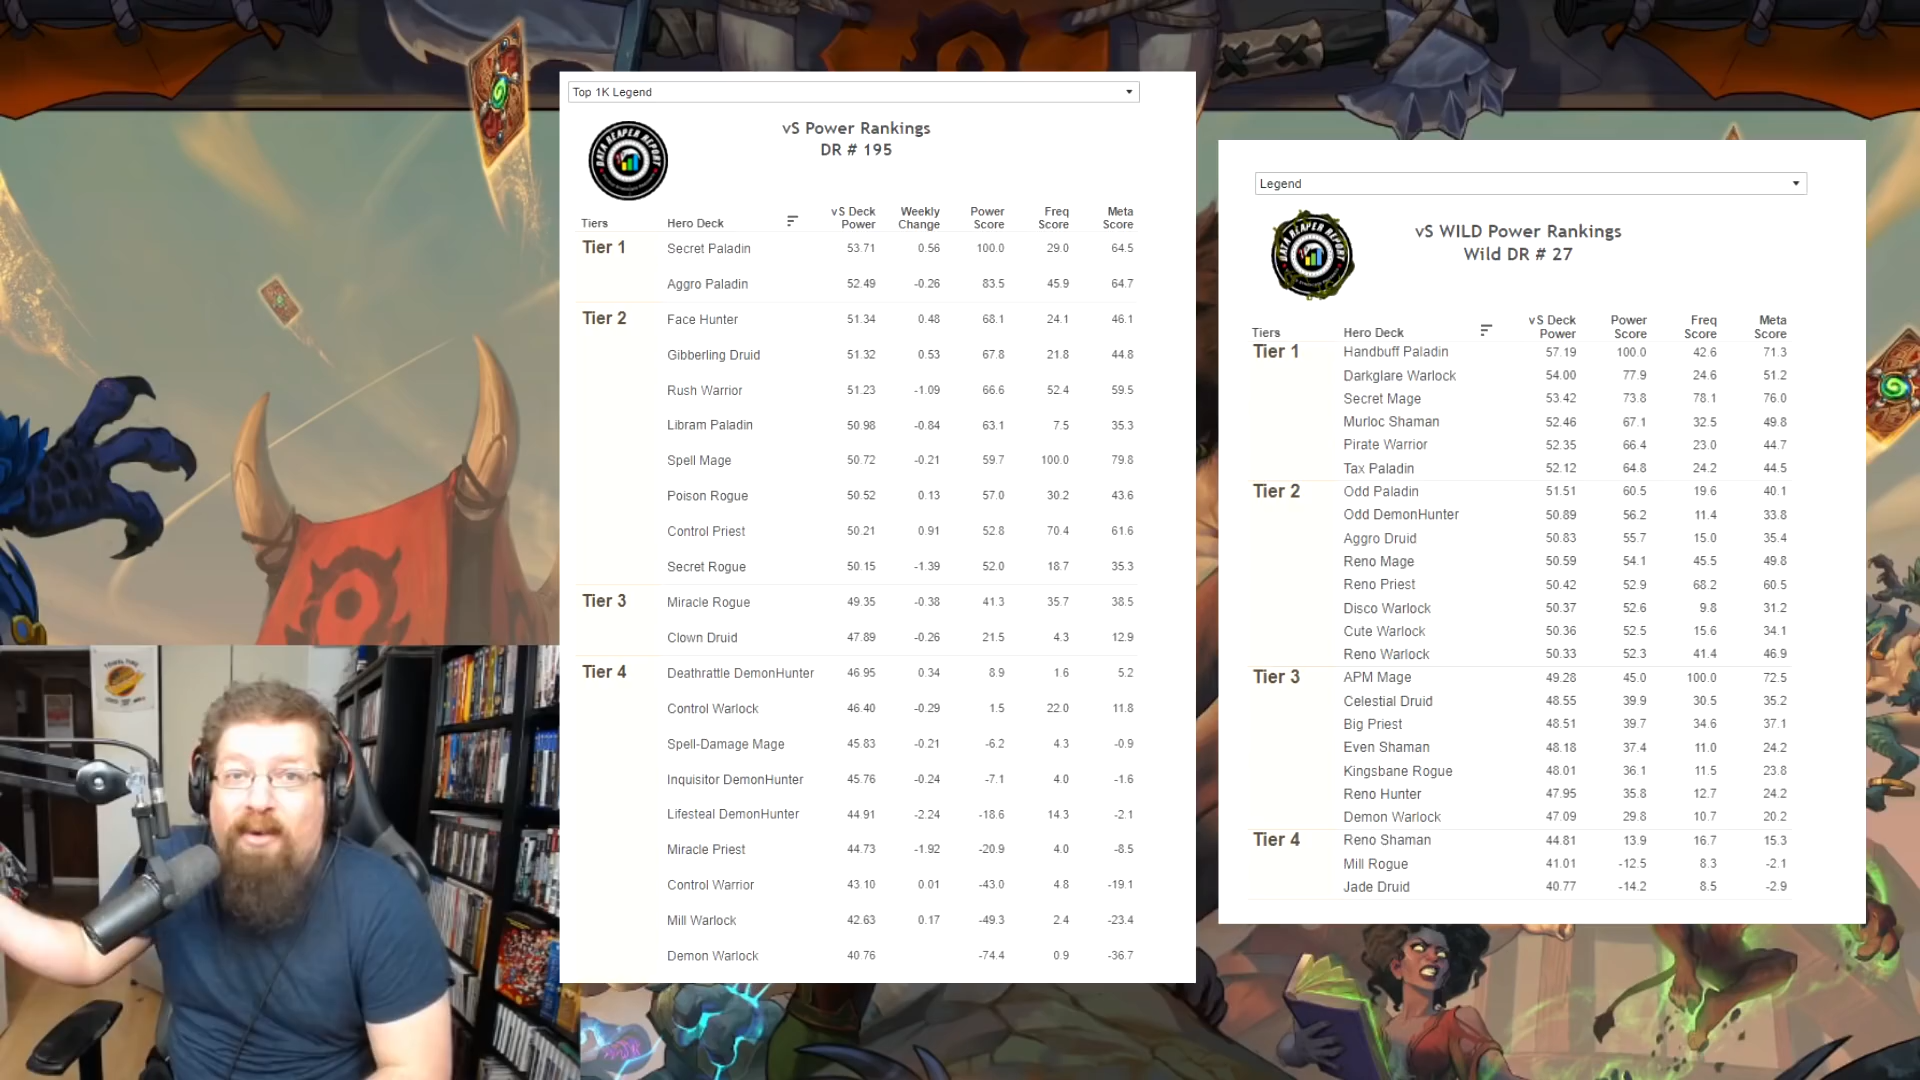 Top 1K Legend
DATA REAPER REPORT
vS Power Rankings
DR # 195
Tiers Hero Deck vS Deck Power Weekly Change Power Score Freq Score Meta Score
Tier 1 Secret Paladin 53.71 0.56 100.0 29.0 64.5
Aggro Paladin 52.49 -0.26 83.5 45.9 64.7
Tier 2 Face Hunter 51.34 0.48 68.1 24.1 46.1
Gibberling Druid 51.32 0.53 67.8 21.8 44.8
Rush Warrior 51.23 -1.09 66.6 52.4 59.5
Libram Paladin 50.98 -0.84 63.1 7.5 35.3
Spell Mage 50.72 -0.21 59.7 100.0 79.8
Poison Rogue 50.52 0.13 57.0 30.2 43.6
Control Priest 50.21 0.91 52.8 70.4 61.6
Secret Rogue 50.15 -1.39 52.0 18.7 35.3
Tier 3 Miracle Rogue 49.35 -0.38 41.3 35.7 38.5
Clown Druid 47.89 -0.26 21.5 4.3 12.9
Tier 4 Deathrattle DemonHunter 46.95 0.34 8.9 1.6 5.2
Control Warlock 46.40 -0.29 1.5 22.0 11.8
Spell-Damage Mage 45.83 -0.21 -6.2 4.3 -0.9
Inquisitor DemonHunter 45.76 -0.24 -7.1 4.0 -1.6
Lifesteal DemonHunter 44.91 -2.24 -18.6 14.3 -2.1
Miracle Priest 44.73 -1.92 -20.9 4.0 -8.5
Control Warrior 43.10 0.01 -43.0 4.8 -19.1
Mill Warlock 42.63 0.17 -49.3 2.4 -23.4
Demon Warlock 40.76 -74.4 0.9 -36.7
Legend
DATA REAPER REPORT
vS WILD Power Rankings
Wild DR # 27
Tiers Hero Deck vS Deck Power Power Score Freq Score Meta Score
Tier 1 Handbuff Paladin 57.19 100.0 42.6 71.3
Darkglare Warlock 54.00 77.9 24.6 51.2
Secret Mage 53.42 73.8 78.1 76.0
Murloc Shaman 52.46 67.1 32.5 49.8
Pirate Warrior 52.35 66.4 23.0 44.7
Tax Paladin 52.12 64.8 24.2 44.5
Tier 2 Odd Paladin 51.51 60.5 19.6 40.1
Odd DemonHunter 50.89 56.2 11.4 33.8
Aggro Druid 50.83 55.7 15.0 35.4
Reno Mage 50.59 54.1 45.5 49.8
Reno Priest 50.42 52.9 68.2 60.5
Disco Warlock 50.37 52.6 9.8 31.2
Cute Warlock 50.36 52.5 15.6 34.1
Reno Warlock 50.33 52.3 41.4 46.9
Tier 3 APM Mage 49.28 45.0 100.0 72.5
Celestial Druid 48.55 39.9 30.5 35.2
Big Priest 48.51 39.7 34.6 37.1
Even Shaman 48.18 37.4 11.0 24.2
Kingsbane Rogue 48.01 36.1 11.5 23.8
Reno Hunter 47.95 35.8 12.7 24.2
Demon Warlock 47.09 29.8 10.7 20.2
Tier 4 Reno Shaman 44.81 13.9 16.7 15.3
Mill Rogue 41.01 -12.5 8.3 -2.1
Jade Druid 40.77 -14.2 8.5 -2.9